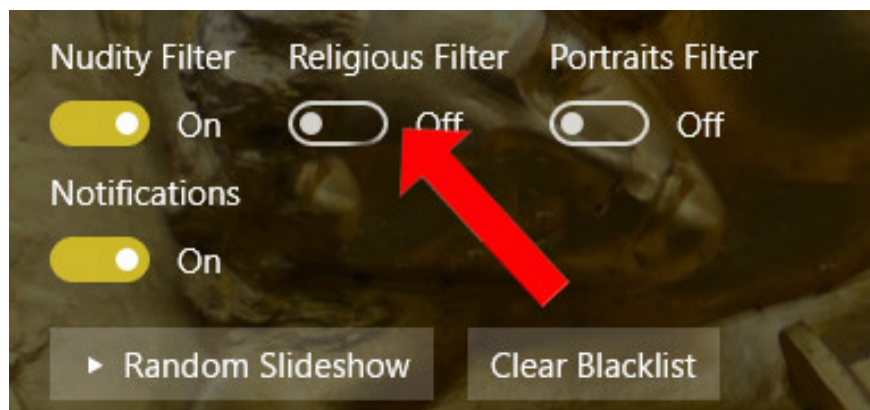 Nudity Filter Religious Filter Portraits Filter
On Off Off
Notifications
On
Random Slideshow Clear Blacklist